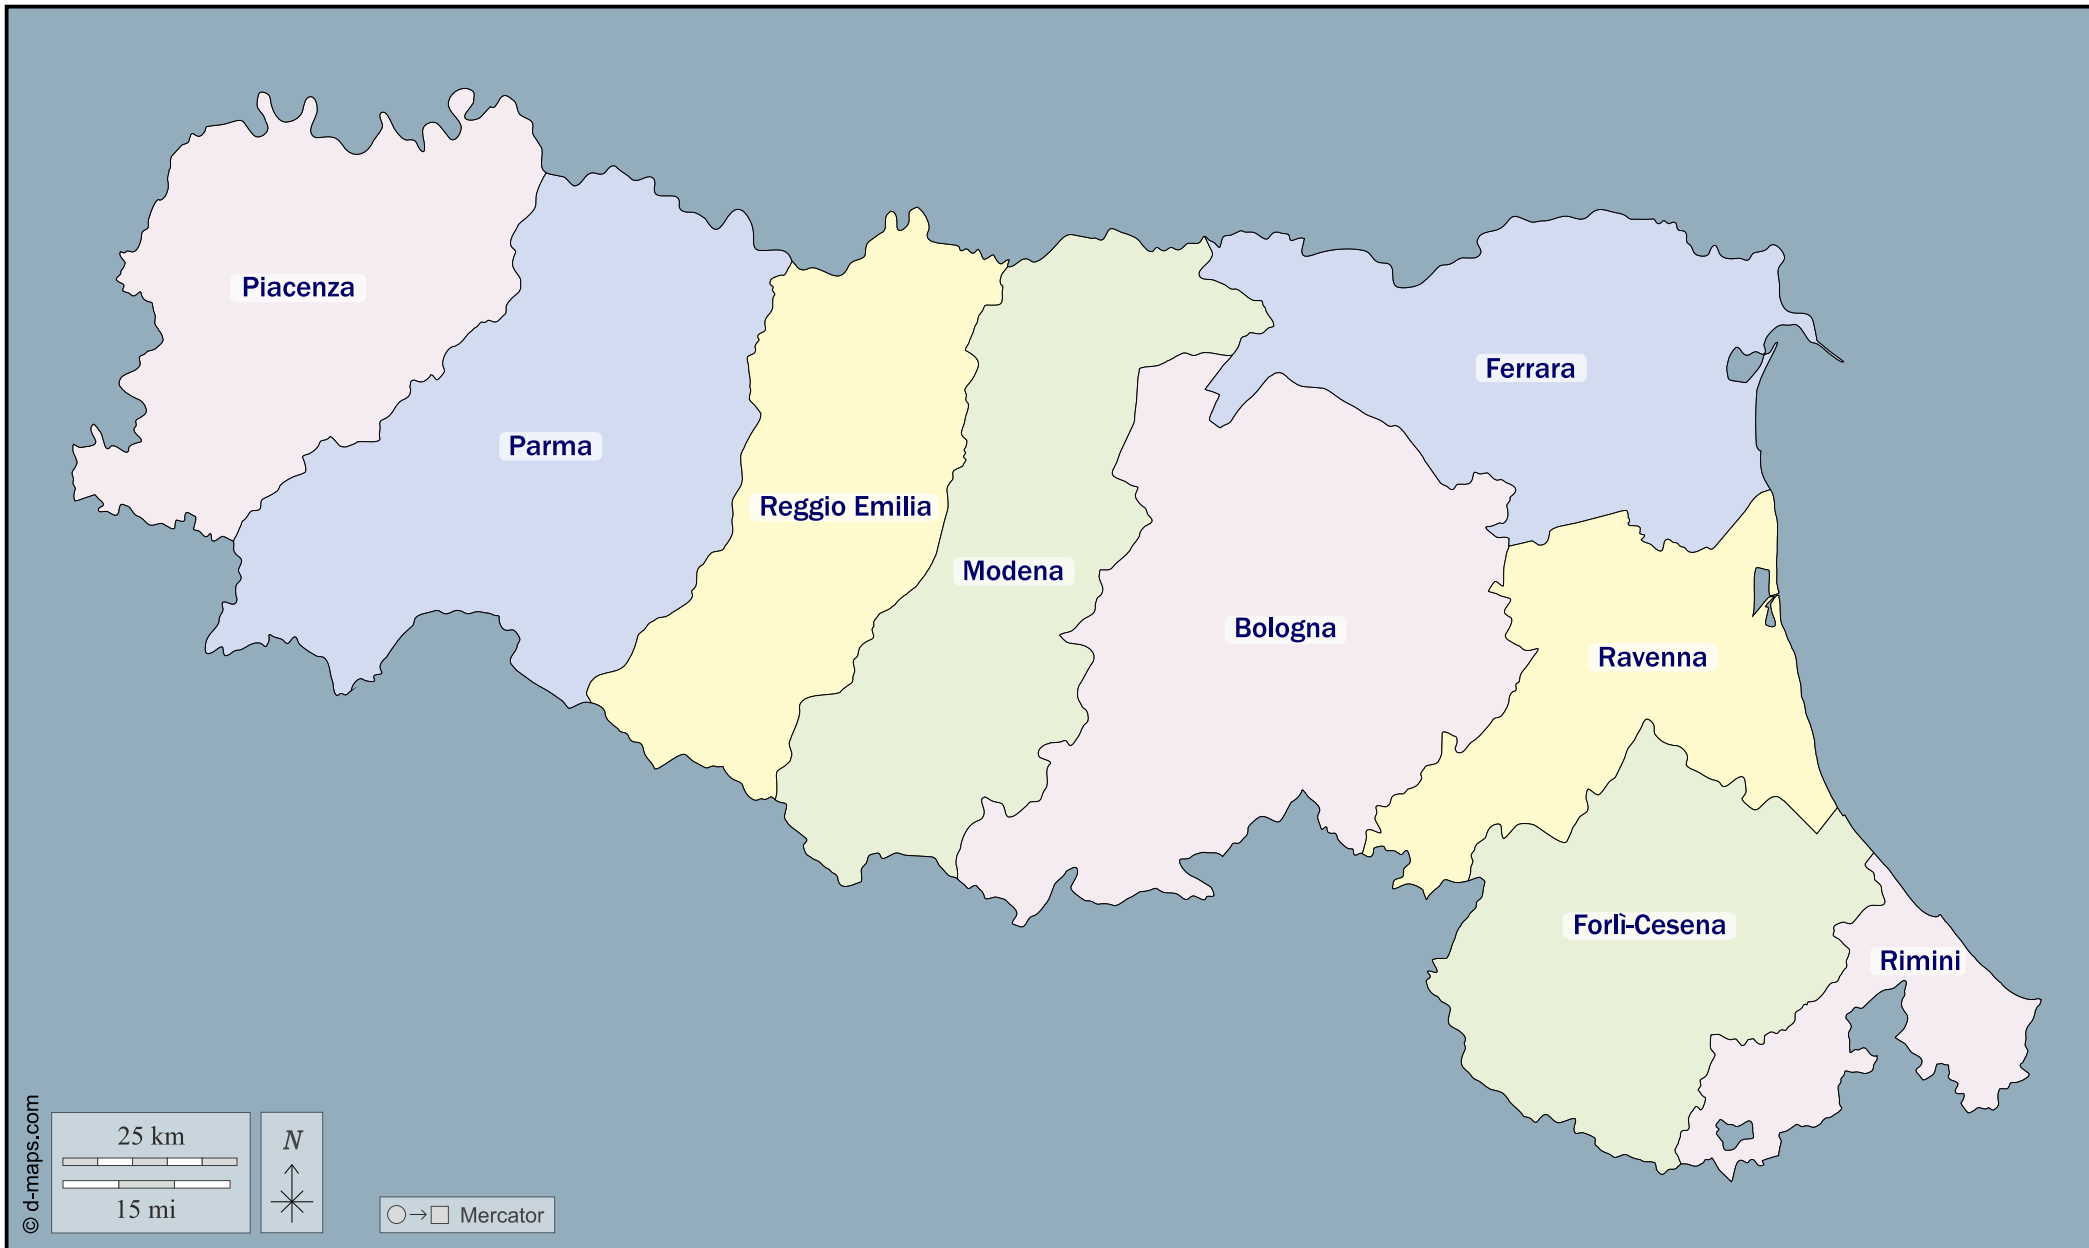 Piacenza
Ferrara
Parma
Reggio Emilia
Modena
Bologna
Ravenna
Forlì-Cesena
Rimini
© d-maps.com
25 km
15 mi
N
Mercator